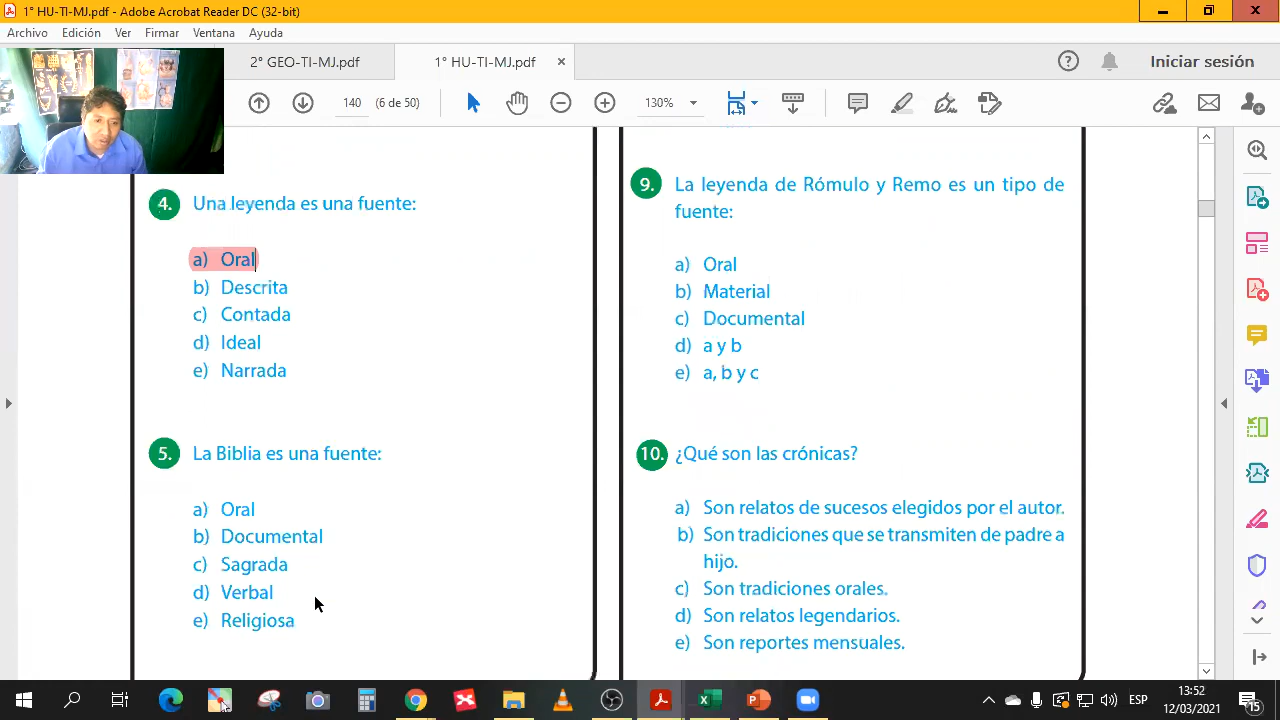 1° HU-TI-MJ.pdf - Adobe Acrobat Reader DC (32-bit)
Archivo Edición Ver Firmar Ventana Ayuda
2° GEO-TI-MJ.pdf
1° HU-TI-MJ.pdf
Iniciar sesión
140 (6 de 50)
130%
4. Una leyenda es una fuente:
a) Oral
b) Descrita
c) Contada
d) Ideal
e) Narrada
5. La Biblia es una fuente:
a) Oral
b) Documental
c) Sagrada
d) Verbal
e) Religiosa
9. La leyenda de Rómulo y Remo es un tipo de
fuente:
a) Oral
b) Material
c) Documental
d) a y b
e) a, b y c
10. ¿Qué son las crónicas?
a) Son relatos de sucesos elegidos por el autor.
b) Son tradiciones que se transmiten de padre a
hijo.
c) Son tradiciones orales.
d) Son relatos legendarios.
e) Son reportes mensuales.
ESP
13:52
12/03/2021
15